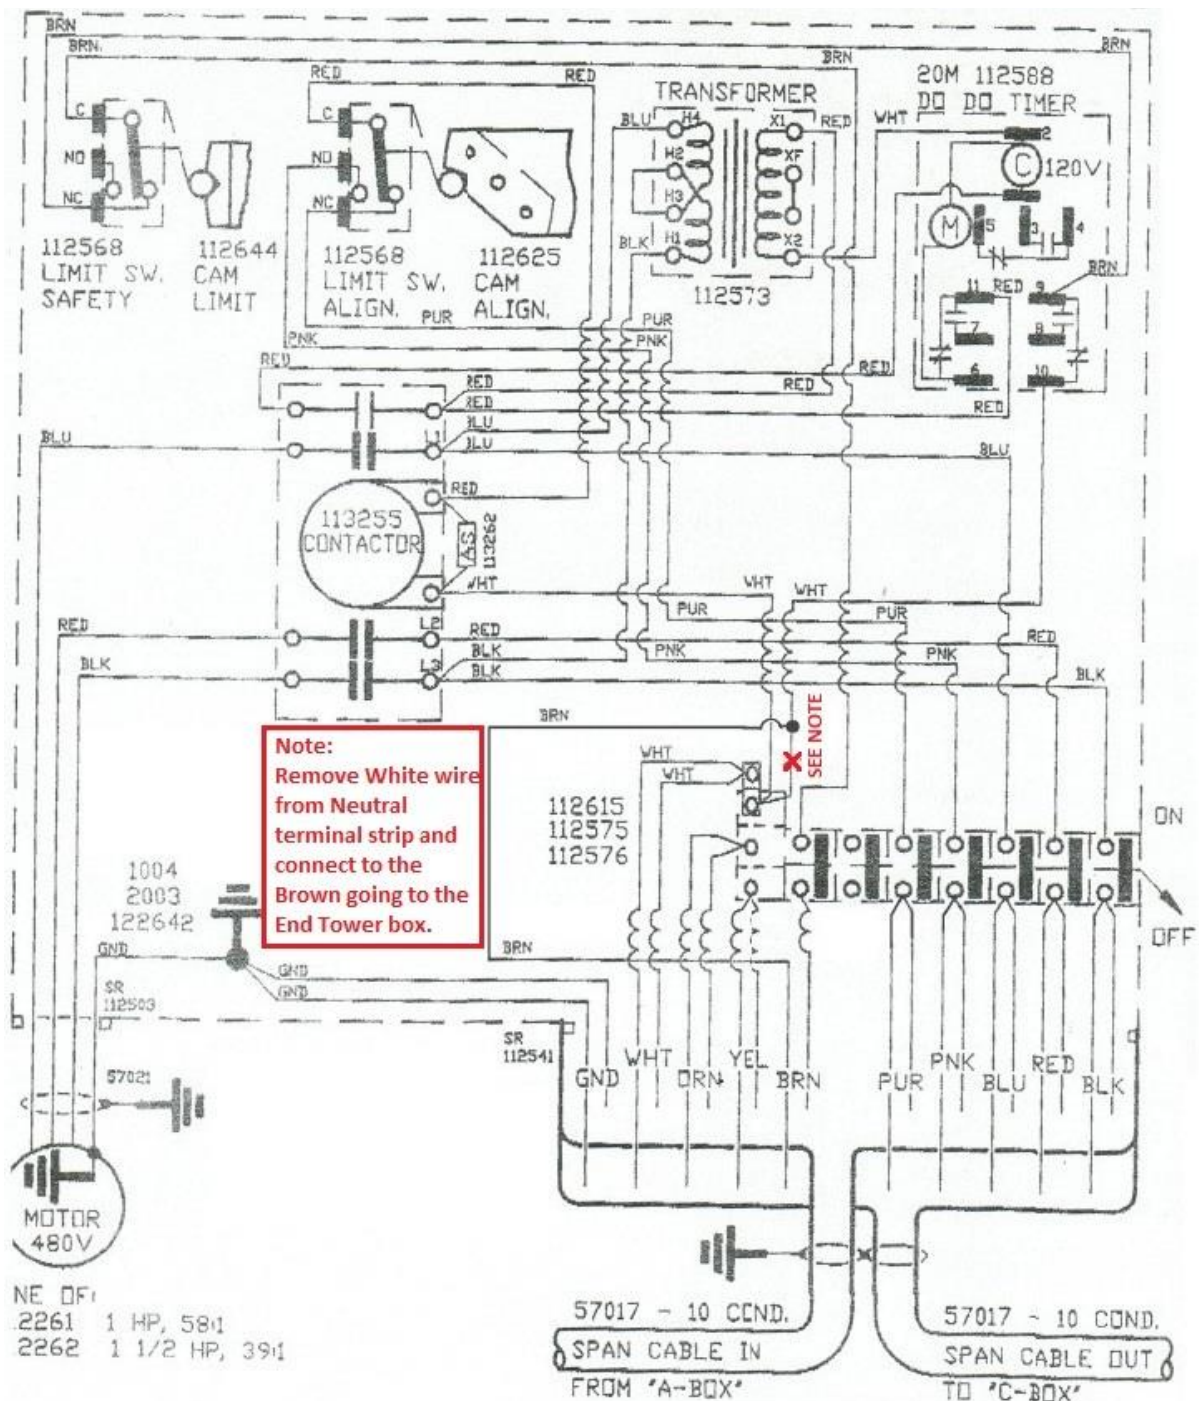 BRN
BRN
BRN
BRN
RED
RED
C
NO
NC
112568
LIMIT SW.
SAFETY
112644
CAM
LIMIT
C
NO
NC
112568
LIMIT SW.
ALIGN.
112625
CAM
ALIGN.
TRANSFORMER
BLU
H4
H2
H3
H1
BLK
X1
XF
X2
RED
112573
20M 112588
DO DO TIMER
WHT
2
C
120V
M
5
3
4
BRN
11
RED
9
7
8
6
10
PUR
PUR
PNK
PNK
RED
RED
RED
RED
RED
RED
BLU
L1
BLU
BLU
RED
113255
CONTACTOR
AS
113262
WHT
WHT
WHT
PUR
PUR
RED
L2
RED
RED
BLK
L3
BLK
BLK
PNK
PNK
BLK
BRN
SEE NOTE
X
Note:
Remove White wire
from Neutral
terminal strip and
connect to the
Brown going to the
End Tower box.
WHT
WHT
112615
112575
112576
ON
OFF
1004
2003
122642
GND
GND
GND
BRN
SR
112503
SR
112541
57021
GND
WHT
ORN
YEL
BRN
PUR
PNK
BLU
RED
BLK
MOTOR
480V
NE OF
2261 1 HP, 58:1
2262 1 1/2 HP, 39:1
57017 - 10 COND.
SPAN CABLE IN
FROM "A-BOX"
57017 - 10 COND.
SPAN CABLE OUT
TO "C-BOX"